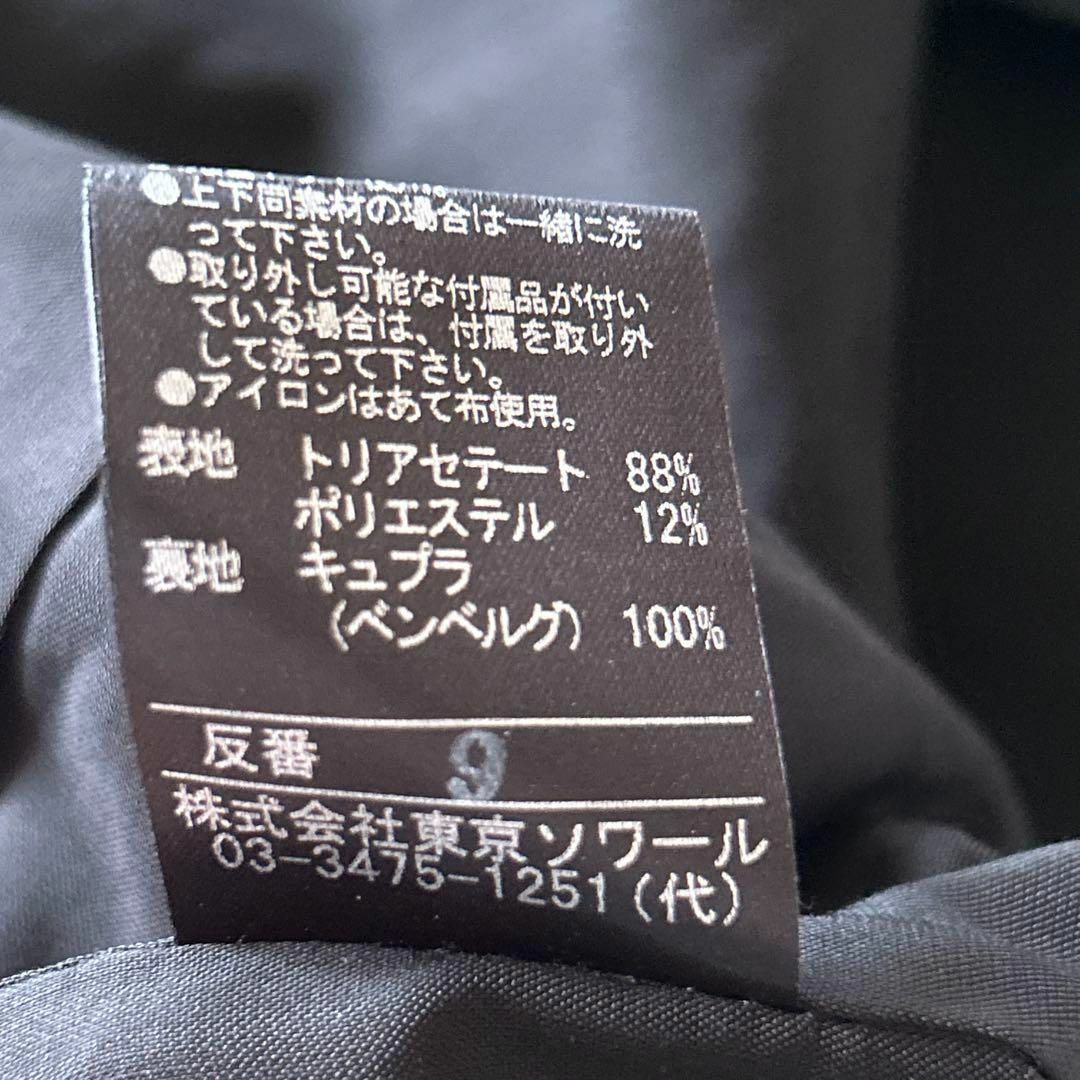 ●上下同素材の場合は一緒に洗
って下さい。
●取り外し可能な付属品が付い
ている場合は、付属を取り外
して洗って下さい。
●アイロンはあて布使用。
表地 トリアセテート 88%
ポリエステル 12%
裏地 キュプラ
(ベンベルグ) 100%
反番 9
株式会社東京ソワール
03-3475-1251(代)